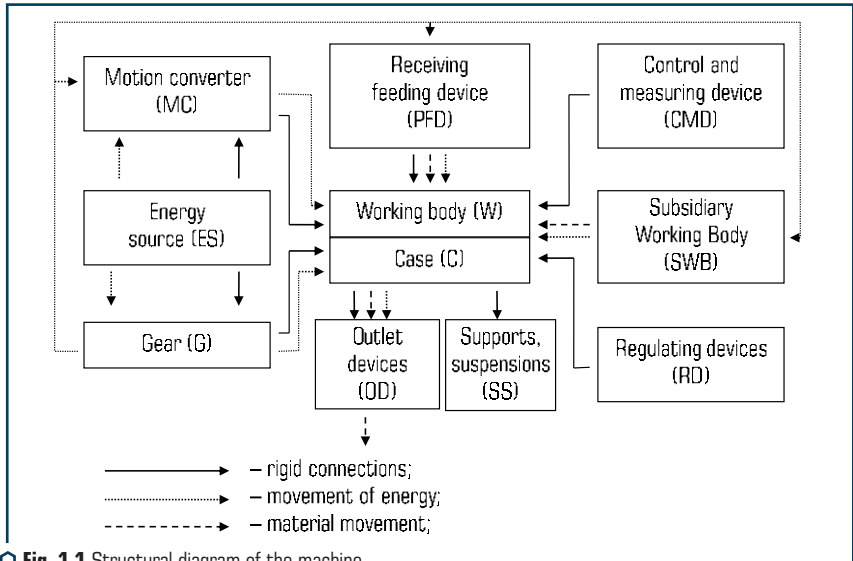 Motion converter
(MC)
Receiving
feeding device
(PFD)
Control and
measuring device
(CMD)
Energy
source (ES)
Working body (W)
Case (C)
Subsidiary
Working Body
(SWB)
Gear (G)
Outlet
devices
(OD)
Supports,
suspensions
(SS)
Regulating devices
(RD)
– rigid connections;
– movement of energy;
– material movement;
Fig. 1.1 Structural diagram of the machine